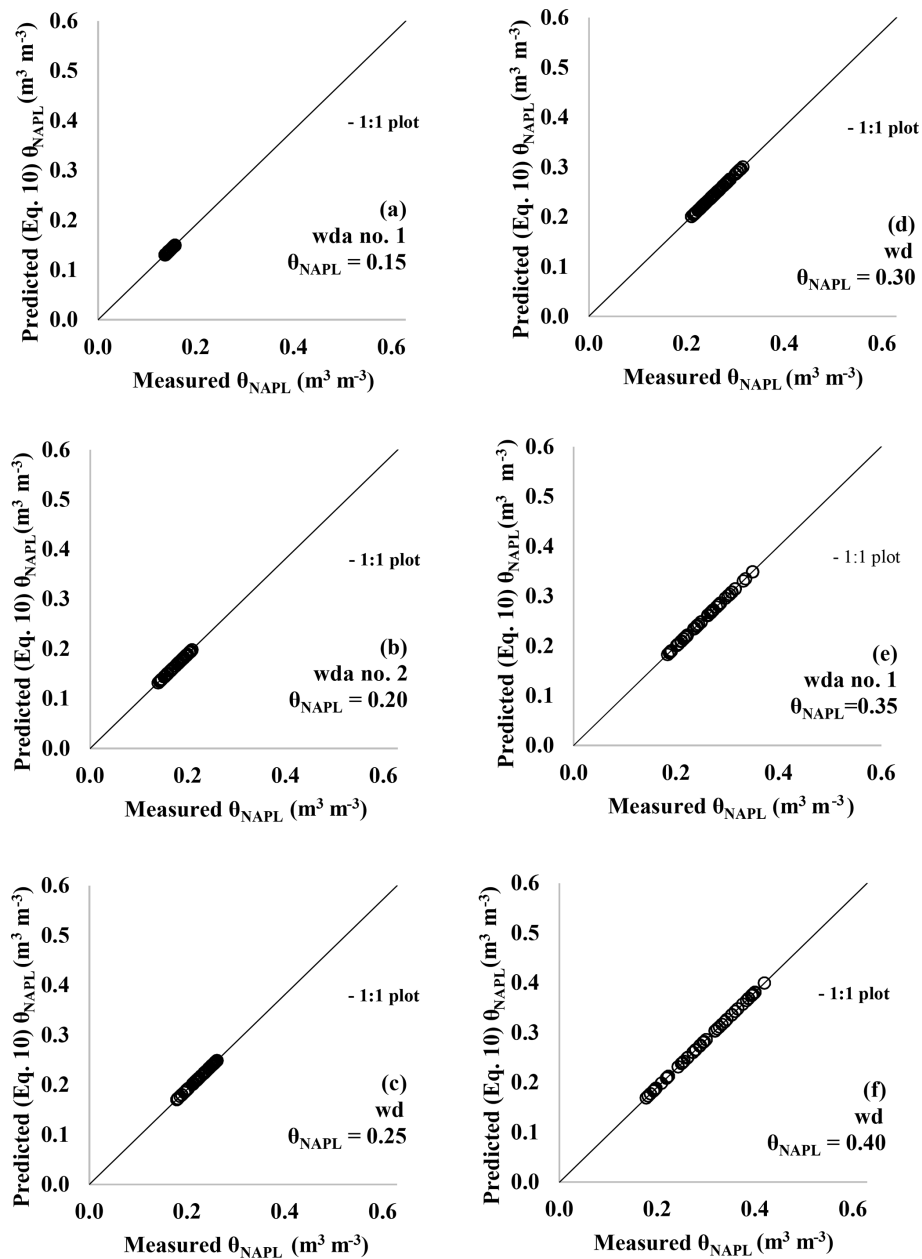 Predicted (Eq. 10) θNAPL (m³ m⁻³)
0.6
0.5
0.4
0.3
0.2
0.1
0.0
- 1:1 plot
(a)
wda no. 1
θNAPL = 0.15
0.0 0.2 0.4 0.6
Measured θNAPL (m³ m⁻³)
Predicted (Eq. 10) θNAPL (m³ m⁻³)
0.6
0.5
0.4
0.3
0.2
0.1
0.0
- 1:1 plot
(d)
wd
θNAPL = 0.30
0.0 0.2 0.4 0.6
Measured θNAPL (m³ m⁻³)
Predicted (Eq. 10) θNAPL (m³ m⁻³)
0.6
0.5
0.4
0.3
0.2
0.1
0.0
- 1:1 plot
(b)
wda no. 2
θNAPL = 0.20
0.0 0.2 0.4 0.6
Measured θNAPL (m³ m⁻³)
Predicted (Eq. 10) θNAPL (m³ m⁻³)
0.6
0.5
0.4
0.3
0.2
0.1
0.0
- 1:1 plot
(e)
wda no. 1
θNAPL=0.35
0.0 0.2 0.4 0.6
Measured θNAPL (m³ m⁻³)
Predicted (Eq. 10) θNAPL (m³ m⁻³)
0.6
0.5
0.4
0.3
0.2
0.1
0.0
- 1:1 plot
(c)
wd
θNAPL = 0.25
0.0 0.2 0.4 0.6
Measured θNAPL (m³ m⁻³)
Predicted (Eq. 10) θNAPL (m³ m⁻³)
0.6
0.5
0.4
0.3
0.2
0.1
0.0
- 1:1 plot
(f)
wd
θNAPL = 0.40
0.0 0.2 0.4 0.6
Measured θNAPL (m³ m⁻³)